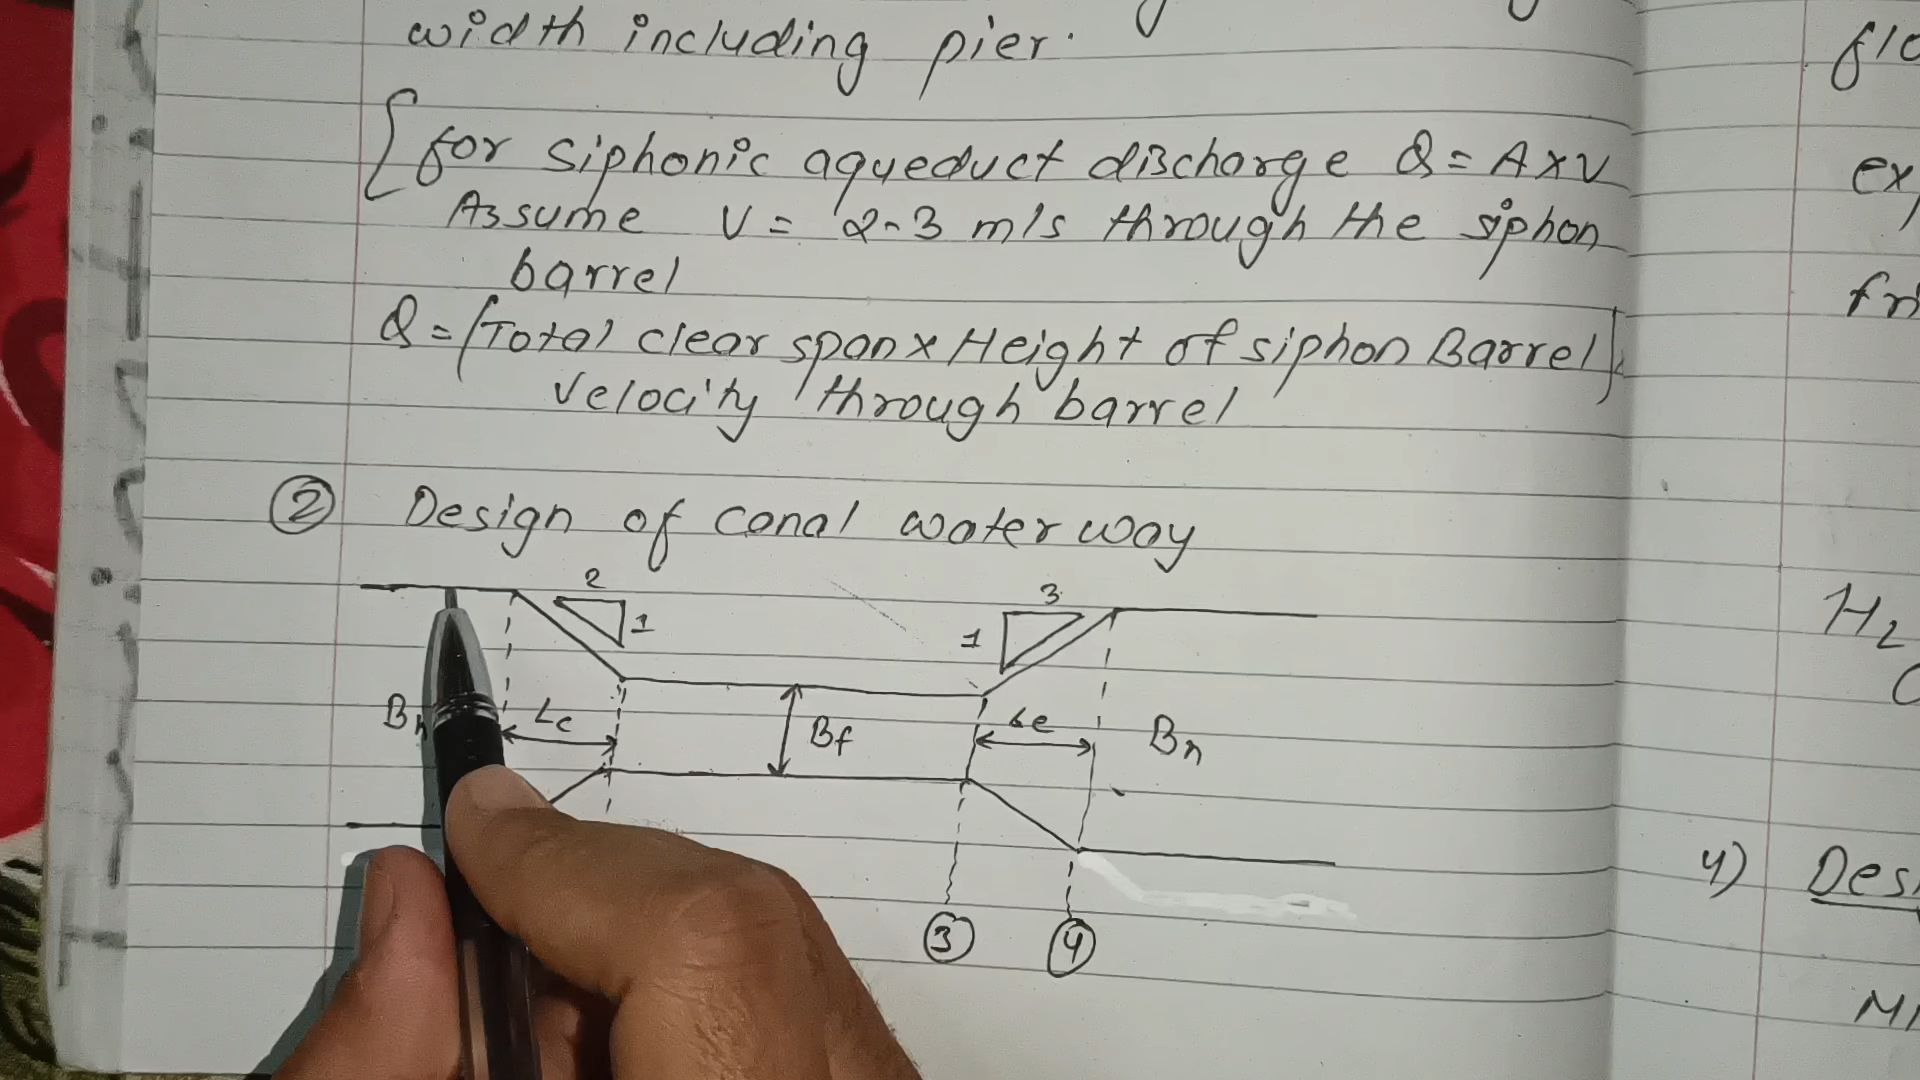 width including pier.
{for siphonic aqueduct discharge Q = A x V
Assume V = 2-3 m/s through the siphon
barrel
Q = (Total clear span x Height of siphon Barrel)x
velocity through barrel
② Design of canal water way
2
1
3
1
Bn
Lc
Bf
Le
Bn
③
④
H2
4) Des